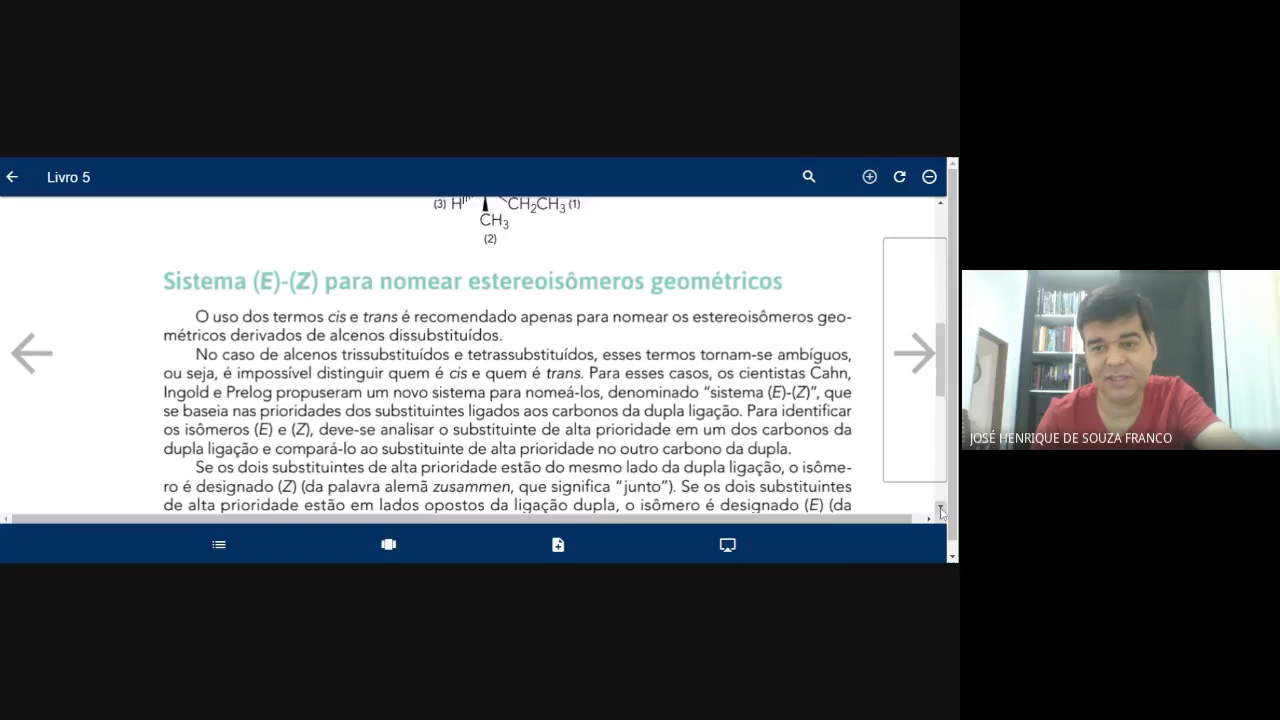 Livro 5
(3) H CH2CH3 (1)
CH3
(2)
Sistema (E)-(Z) para nomear estereoisômeros geométricos
O uso dos termos cis e trans é recomendado apenas para nomear os estereoisômeros geo-
métricos derivados de alcenos dissubstituídos.
No caso de alcenos trissubstituídos e tetrassubstituídos, esses termos tornam-se ambíguos,
ou seja, é impossível distinguir quem é cis e quem é trans. Para esses casos, os cientistas Cahn,
Ingold e Prelog propuseram um novo sistema para nomeá-los, denominado “sistema (E)-(Z)”, que
se baseia nas prioridades dos substituintes ligados aos carbonos da dupla ligação. Para identificar
os isômeros (E) e (Z), deve-se analisar o substituinte de alta prioridade em um dos carbonos da
dupla ligação e compará-lo ao substituinte de alta prioridade no outro carbono da dupla.
Se os dois substituintes de alta prioridade estão do mesmo lado da dupla ligação, o isôme-
ro é designado (Z) (da palavra alemã zusammen, que significa “junto”). Se os dois substituintes
de alta prioridade estão em lados opostos da ligação dupla, o isômero é designado (E) (da
JOSÉ HENRIQUE DE SOUZA FRANCO